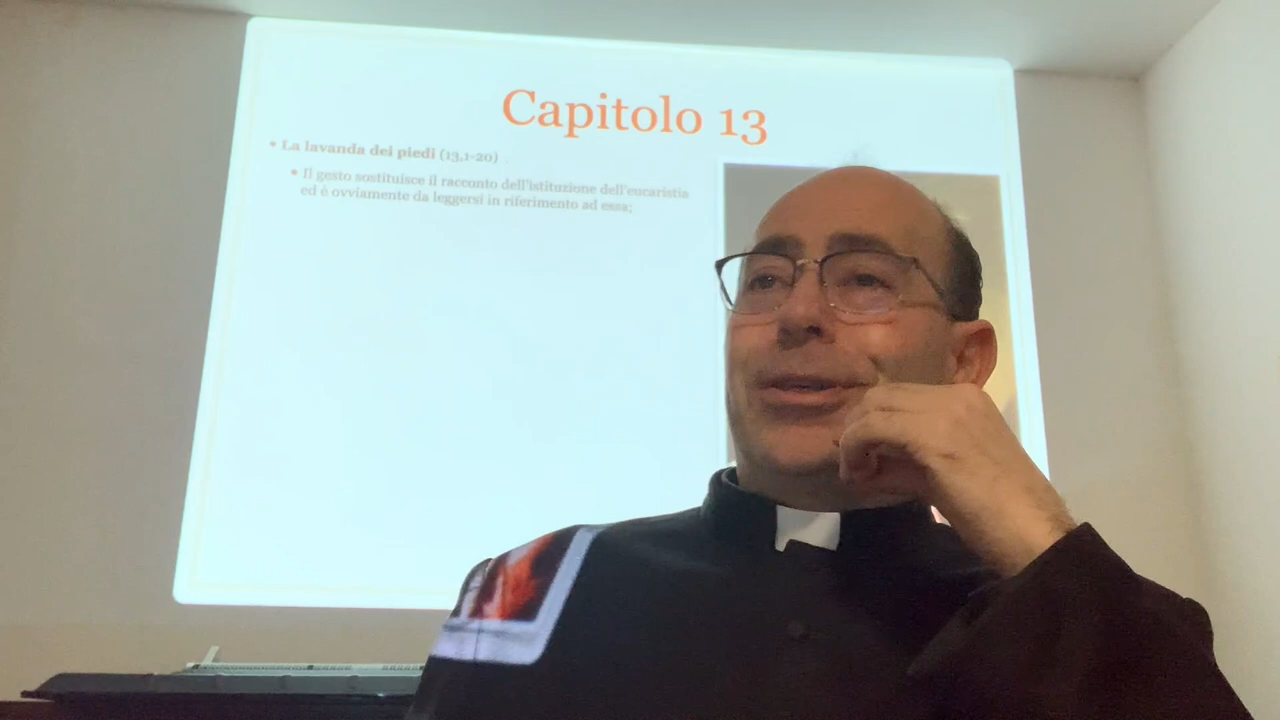 Capitolo 13
• La lavanda dei piedi (13,1-20)
• Il gesto sostituisce il racconto dell'istituzione dell'eucaristia
ed è ovviamente da leggersi in riferimento ad essa;